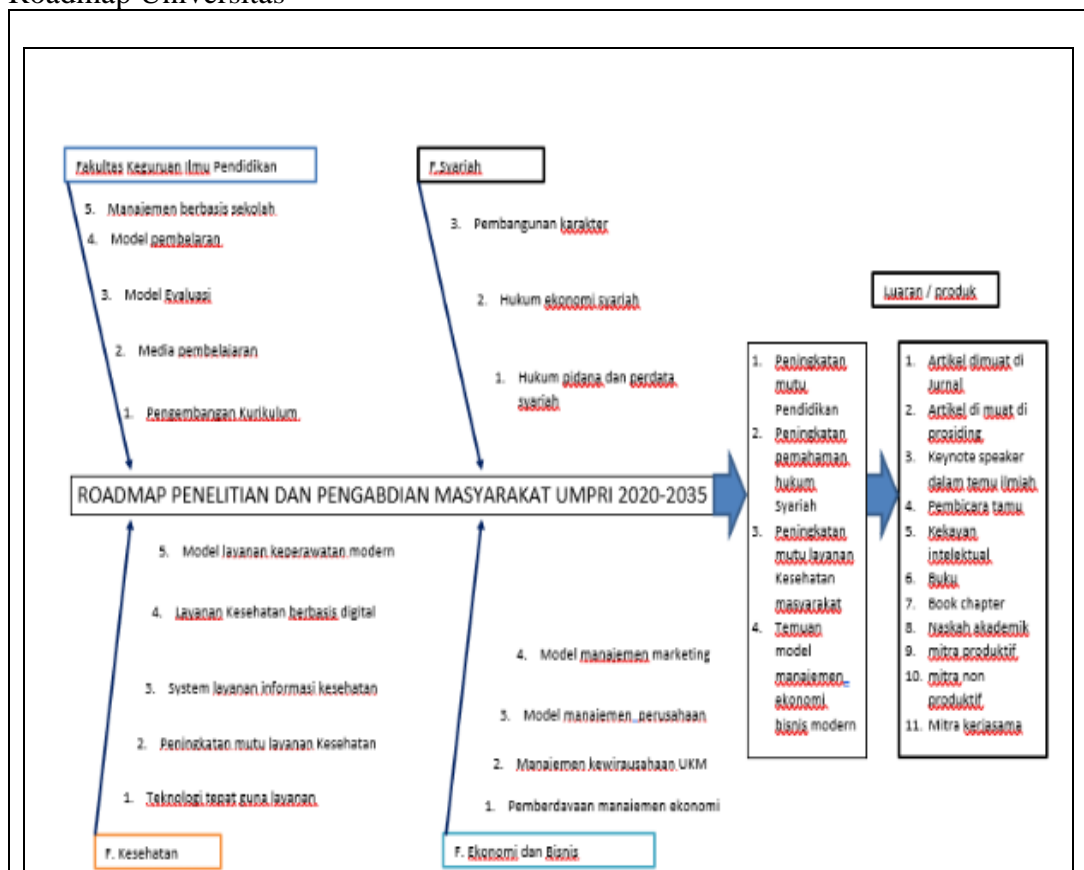 Roadmap Universitas
Fakultas Keguruan Ilmu Pendidikan
5. Manajemen berbasis sekolah
4. Model pembelaran
3. Model Evaluasi
2. Media pembelajaran
1. Pengembangan Kurikulum
F.Syariah
3. Pembangunan karakter
2. Hukum ekonomi syariah
1. Hukum pidana dan perdata
syariah
ROADMAP PENELITIAN DAN PENGABDIAN MASYARAKAT UMPRI 2020-2035
5. Model layanan keperawatan modern
4. Layanan Kesehatan berbasis digital
3. System layanan informasi kesehatan
2. Peningkatan mutu layanan Kesehatan
1. Teknologi tepat guna layanan
F. Kesehatan
4. Model manajemen marketing
3. Model manajemen perusahaan
2. Manajemen kewirausahaan UKM
1. Pemberdayaan manajemen ekonomi
F. Ekonomi dan Bisnis
1. Peningkatan
mutu
Pendidikan
2. Peningkatan
pemahaman
hukum
Syariah
3. Peningkatan
mutu layanan
Kesehatan
masyarakat
4. Temuan
model
manajemen
ekonomi
bisnis modern
Luaran / produk
1. Artikel dimuat di
Jurnal
2. Artikel di muat di
prosiding
3. Keynote speaker
dalam temu ilmiah
4. Pembicara tamu
5. Kekayan
intelektual
6. Buku
7. Book chapter
8. Naskah akademik
9. mitra produktif
10. mitra non
produktif
11. Mitra kerjasama